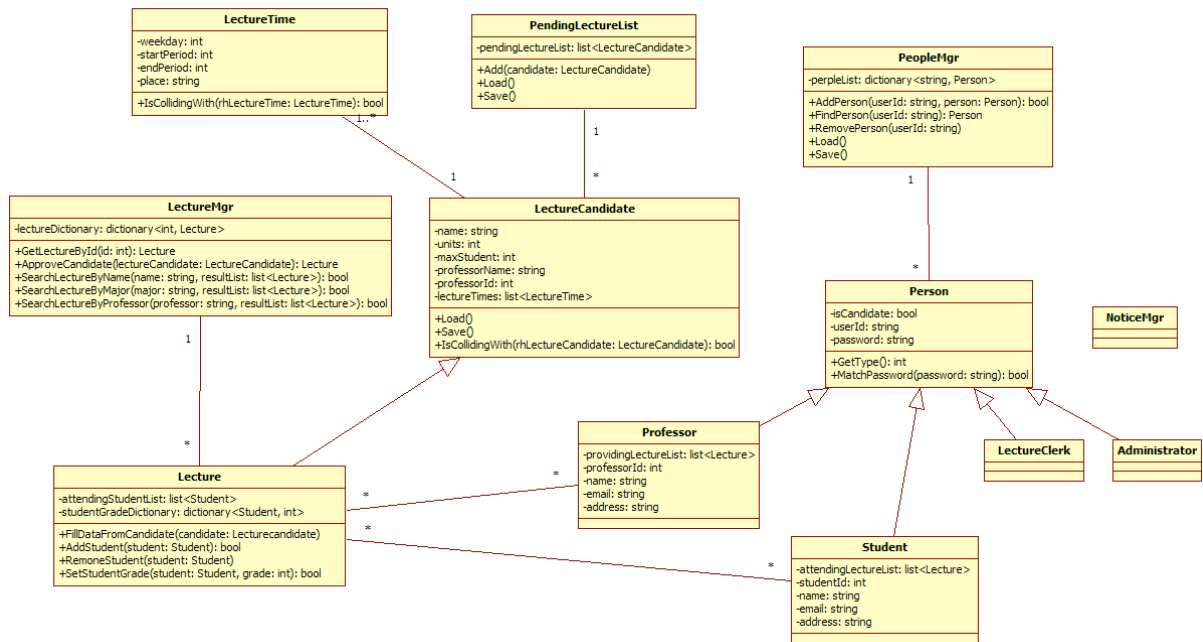 LectureTime
-weekday: int
-startPeriod: int
-endPeriod: int
-place: string
+IsCollidingWith(rhLectureTime: LectureTime): bool
1..*
1
PendingLectureList
-pendingLectureList: list<LectureCandidate>
+Add(candidate: LectureCandidate)
+Load()
+Save()
1
*
PeopleMgr
-perpleList: dictionary<string, Person>
+AddPerson(userId: string, person: Person): bool
+FindPerson(userId: string): Person
+RemovePerson(userId: string)
+Load()
+Save()
1
*
LectureMgr
-lectureDictionary: dictionary<int, Lecture>
+GetLectureById(id: int): Lecture
+ApproveCandidate(lectureCandidate: LectureCandidate): Lecture
+SearchLectureByName(name: string, resultList: list<Lecture>): bool
+SearchLectureByMajor(major: string, resultList: list<Lecture>): bool
+SearchLectureByProfessor(professor: string, resultList: list<Lecture>): bool
1
*
LectureCandidate
-name: string
-units: int
-maxStudent: int
-professorName: string
-professorId: int
-lectureTimes: list<LectureTime>
+Load()
+Save()
+IsCollidingWith(rhLectureCandidate: LectureCandidate): bool
Person
-isCandidate: bool
-userId: string
-password: string
+GetType(): int
+MatchPassword(password: string): bool
NoticeMgr
Professor
-providingLectureList: list<Lecture>
-professorId: int
-name: string
-email: string
-address: string
LectureClerk
Administrator
Lecture
-attendingStudentList: list<Student>
-studentGradeDictionary: dictionary<Student, int>
+FillDataFromCandidate(candidate: Lecturecandidate)
+AddStudent(student: Student): bool
+RemoneStudent(student: Student)
+SetStudentGrade(student: Student, grade: int): bool
*
*
*
*
Student
-attendingLectureList: list<Lecture>
-studentId: int
-name: string
-email: string
-address: string